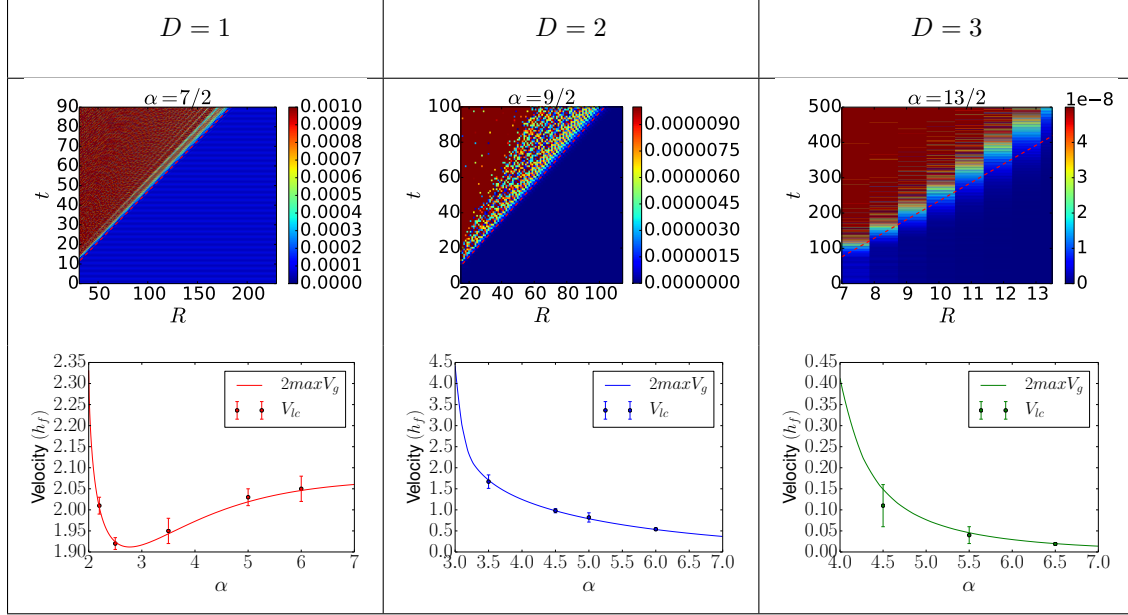 D = 1
D = 2
D = 3
α = 7/2
90
80
70
60
50
40
30
20
10
0
t
50 100 150 200
R
0.0010
0.0009
0.0008
0.0007
0.0006
0.0005
0.0004
0.0003
0.0002
0.0001
0.0000
α = 9/2
100
80
60
40
20
0
t
20 40 60 80 100
R
0.0000090
0.0000075
0.0000060
0.0000045
0.0000030
0.0000015
0.0000000
α = 13/2
500
400
300
200
100
0
t
7 8 9 10 11 12 13
R
1e−8
4
3
2
1
0
2.35
2.30
2.25
2.20
2.15
2.10
2.05
2.00
1.95
1.90
Velocity (h_f)
2 3 4 5 6 7
α
2maxV_g
V_lc
4.5
4.0
3.5
3.0
2.5
2.0
1.5
1.0
0.5
0.0
Velocity (h_f)
3.0 3.5 4.0 4.5 5.0 5.5 6.0 6.5 7.0
α
2maxV_g
V_lc
0.45
0.40
0.35
0.30
0.25
0.20
0.15
0.10
0.05
0.00
Velocity (h_f)
4.0 4.5 5.0 5.5 6.0 6.5 7.0
α
2maxV_g
V_lc